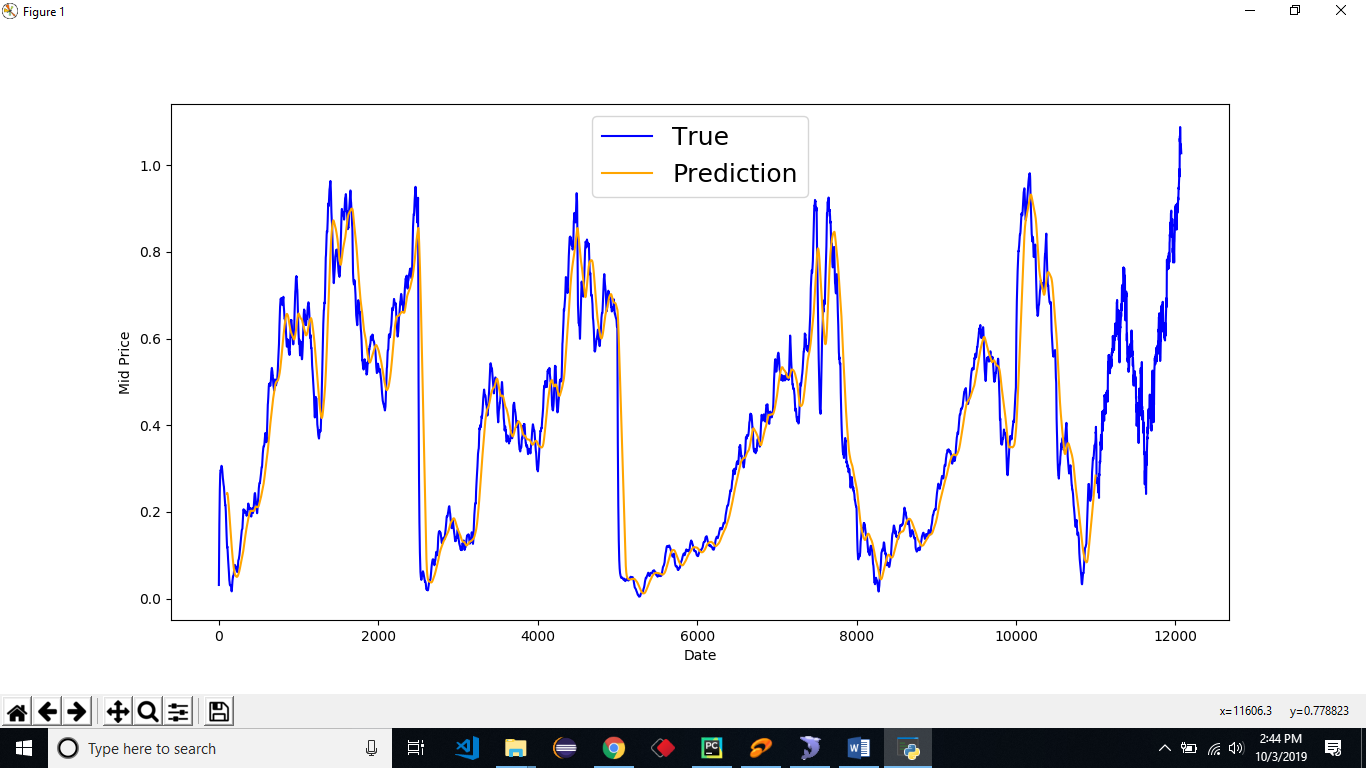 Figure 1
True
Prediction
1.0
0.8
0.6
0.4
0.2
0.0
Mid Price
0 2000 4000 6000 8000 10000 12000
Date
x=11606.3 y=0.778823
Type here to search
PC
W
2:44 PM
10/3/2019